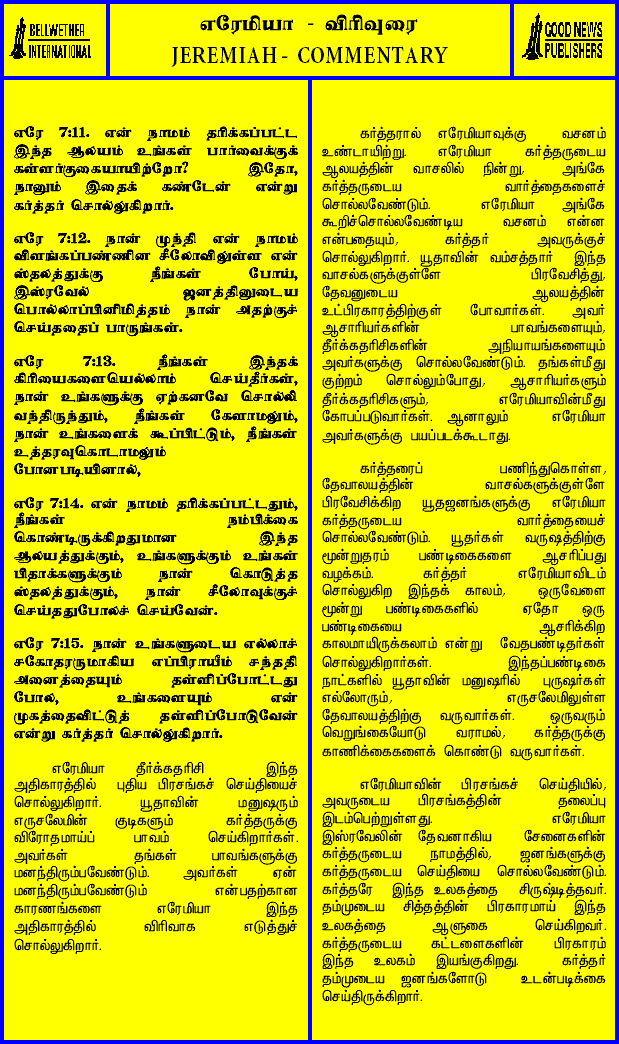 BELLWETHER
INTERNATIONAL
எரேமியா - விரிவுரை
JEREMIAH - COMMENTARY
GOOD NEWS
PUBLISHERS
எரே 7:11. என் நாமம் தரிக்கப்பட்ட
இந்த ஆலயம் உங்கள் பார்வைக்குக்
கள்ளர்குகையாயிற்றோ? இதோ,
நானும் இதைக் கண்டேன் என்று
கர்த்தர் சொல்லுகிறார்.
எரே 7:12. நான் முந்தி என் நாமம்
விளங்கப்பண்ணின சீலோவிலுள்ள என்
ஸ்தலத்துக்கு நீங்கள் போய்,
இஸ்ரவேல் ஜனத்தினுடைய
பொல்லாப்பினிமித்தம் நான் அதற்குச்
செய்ததைப் பாருங்கள்.
எரே 7:13. நீங்கள் இந்தக்
கிரியைகளையெல்லாம் செய்தீர்கள்,
நான் உங்களுக்கு ஏற்கனவே சொல்லி
வந்திருந்தும், நீங்கள் கேளாமலும்,
நான் உங்களைக் கூப்பிட்டும், நீங்கள்
உத்தரவுகொடாமலும்
போனபடியினால்,
எரே 7:14. என் நாமம் தரிக்கப்பட்டதும்,
நீங்கள் நம்பிக்கை
கொண்டிருக்கிறதுமான இந்த
ஆலயத்துக்கும், உங்களுக்கும் உங்கள்
பிதாக்களுக்கும் நான் கொடுத்த
ஸ்தலத்துக்கும், நான் சீலோவுக்குச்
செய்ததுபோலச் செய்வேன்.
எரே 7:15. நான் உங்களுடைய எல்லாச்
சகோதரருமாகிய எப்பிராயீம் சந்ததி
அனைத்தையும் தள்ளிப்போட்டது
போல, உங்களையும் என்
முகத்தைவிட்டுத் தள்ளிப்போடுவேன்
என்று கர்த்தர் சொல்லுகிறார்.
எரேமியா தீர்க்கதரிசி இந்த
அதிகாரத்தில் புதிய பிரசங்கச் செய்தியைச்
சொல்லுகிறார். யூதாவின் மனுஷரும்
எருசலேமின் குடிகளும் கர்த்தருக்கு
விரோதமாய்ப் பாவம் செய்கிறார்கள்.
அவர்கள் தங்கள் பாவங்களுக்கு
மனந்திரும்பவேண்டும். அவர்கள் ஏன்
மனந்திரும்பவேண்டும் என்பதற்கான
காரணங்களை எரேமியா இந்த
அதிகாரத்தில் விரிவாக எடுத்துச்
சொல்லுகிறார்.
கர்த்தரால் எரேமியாவுக்கு வசனம்
உண்டாயிற்று. எரேமியா கர்த்தருடைய
ஆலயத்தின் வாசலில் நின்று, அங்கே
கர்த்தருடைய வார்த்தைகளைச்
சொல்லவேண்டும். எரேமியா அங்கே
கூறிச்சொல்லவேண்டிய வசனம் என்ன
என்பதையும், கர்த்தர் அவருக்குச்
சொல்லுகிறார். யூதாவின் வம்சத்தார் இந்த
வாசல்களுக்குள்ளே பிரவேசித்து,
தேவனுடைய ஆலயத்தின்
உட்பிரகாரத்திற்குள் போவார்கள். அவர்
ஆசாரியர்களின் பாவங்களையும்,
தீர்க்கதரிசிகளின் அநியாயங்களையும்
அவர்களுக்கு சொல்லவேண்டும். தங்கள்மீது
குற்றம் சொல்லும்போது, ஆசாரியர்களும்
தீர்க்கதரிசிகளும், எரேமியாவின்மீது
கோபப்படுவார்கள். ஆனாலும் எரேமியா
அவர்களுக்கு பயப்படக்கூடாது.
கர்த்தரைப் பணிந்துகொள்ள,
தேவாலயத்தின் வாசல்களுக்குள்ளே
பிரவேசிக்கிற யூதஜனங்களுக்கு எரேமியா
கர்த்தருடைய வார்த்தையைச்
சொல்லவேண்டும். யூதர்கள் வருஷத்திற்கு
மூன்றுதரம் பண்டிகைகளை ஆசரிப்பது
வழக்கம். கர்த்தர் எரேமியாவிடம்
சொல்லுகிற இந்தக் காலம், ஒருவேளை
மூன்று பண்டிகைகளில் ஏதோ ஒரு
பண்டிகையை ஆசரிக்கிற
காலமாயிருக்கலாம் என்று வேதபண்டிதர்கள்
சொல்லுகிறார்கள். இந்தப்பண்டிகை
நாட்களில் யூதாவின் மனுஷரில் புருஷர்கள்
எல்லோரும், எருசலேமிலுள்ள
தேவாலயத்திற்கு வருவார்கள். ஒருவரும்
வெறுங்கையோடு வராமல், கர்த்தருக்கு
காணிக்கைகளைக் கொண்டு வருவார்கள்.
எரேமியாவின் பிரசங்கச் செய்தியில்,
அவருடைய பிரசங்கத்தின் தலைப்பு
இடம்பெற்றுள்ளது. எரேமியா
இஸ்ரவேலின் தேவனாகிய சேனைகளின்
கர்த்தருடைய நாமத்தில், ஜனங்களுக்கு
கர்த்தருடைய செய்தியை சொல்லவேண்டும்.
கர்த்தரே இந்த உலகத்தை சிருஷ்டித்தவர்.
தம்முடைய சித்தத்தின் பிரகாரமாய் இந்த
உலகத்தை ஆளுகை செய்கிறவர்.
கர்த்தருடைய கட்டளைகளின் பிரகாரம்
இந்த உலகம் இயங்குகிறது. கர்த்தர்
தம்முடைய ஜனங்களோடு உடன்படிக்கை
செய்திருக்கிறார்.